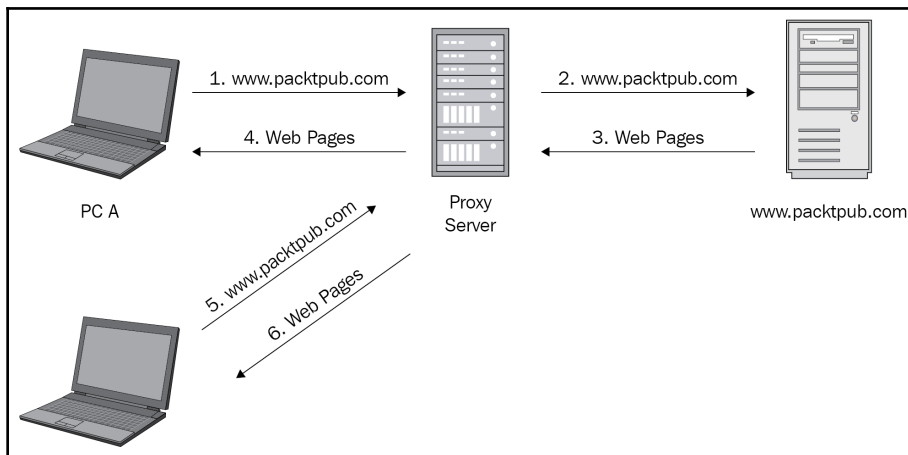 1. www.packtpub.com
2. www.packtpub.com
4. Web Pages
3. Web Pages
PC A
Proxy
Server
www.packtpub.com
5. www.packtpub.com
6. Web Pages